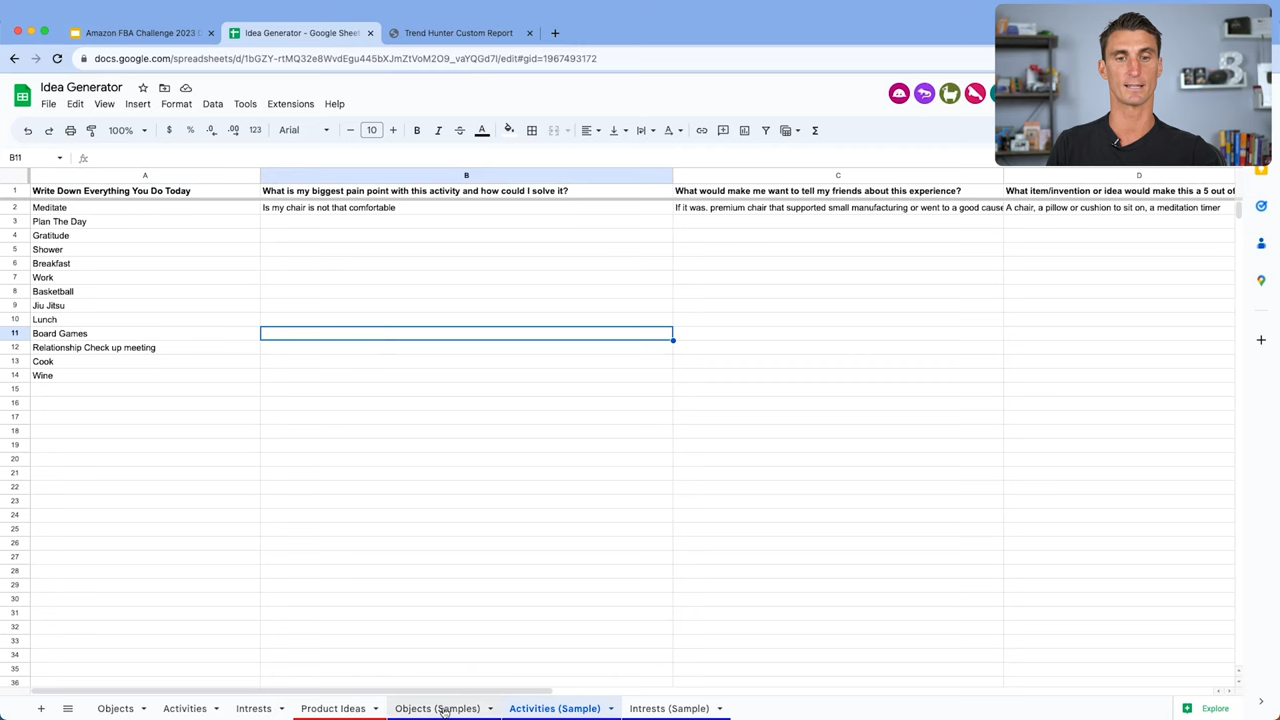 Amazon FBA Challenge 2023
Idea Generator - Google Sheet
Trend Hunter Custom Report
docs.google.com/spreadsheets/d/1bGZY-rtMQ32e8WvdEgu445bXJmZtVoM2O9_vaYQGd7I/edit#gid=1967493172
Idea Generator
File Edit View Insert Format Data Tools Extensions Help
100% $ % .0 .00 123 Arial 10 B I A
B11 fx
A B C D
1 Write Down Everything You Do Today What is my biggest pain point with this activity and how could I solve it? What would make me want to tell my friends about this experience? What item/invention or idea would make this a 5 out of
2 Meditate Is my chair is not that comfortable If it was. premium chair that supported small manufacturing or went to a good cause A chair, a pillow or cushion to sit on, a meditation timer
3 Plan The Day
4 Gratitude
5 Shower
6 Breakfast
7 Work
8 Basketball
9 Jiu Jitsu
10 Lunch
11 Board Games
12 Relationship Check up meeting
13 Cook
14 Wine
15
16
17
18
19
20
21
22
23
24
25
26
27
28
29
30
31
32
33
34
35
36
Objects Activities Intrests Product Ideas Objects (Samples) Activities (Sample) Intrests (Sample) Explore